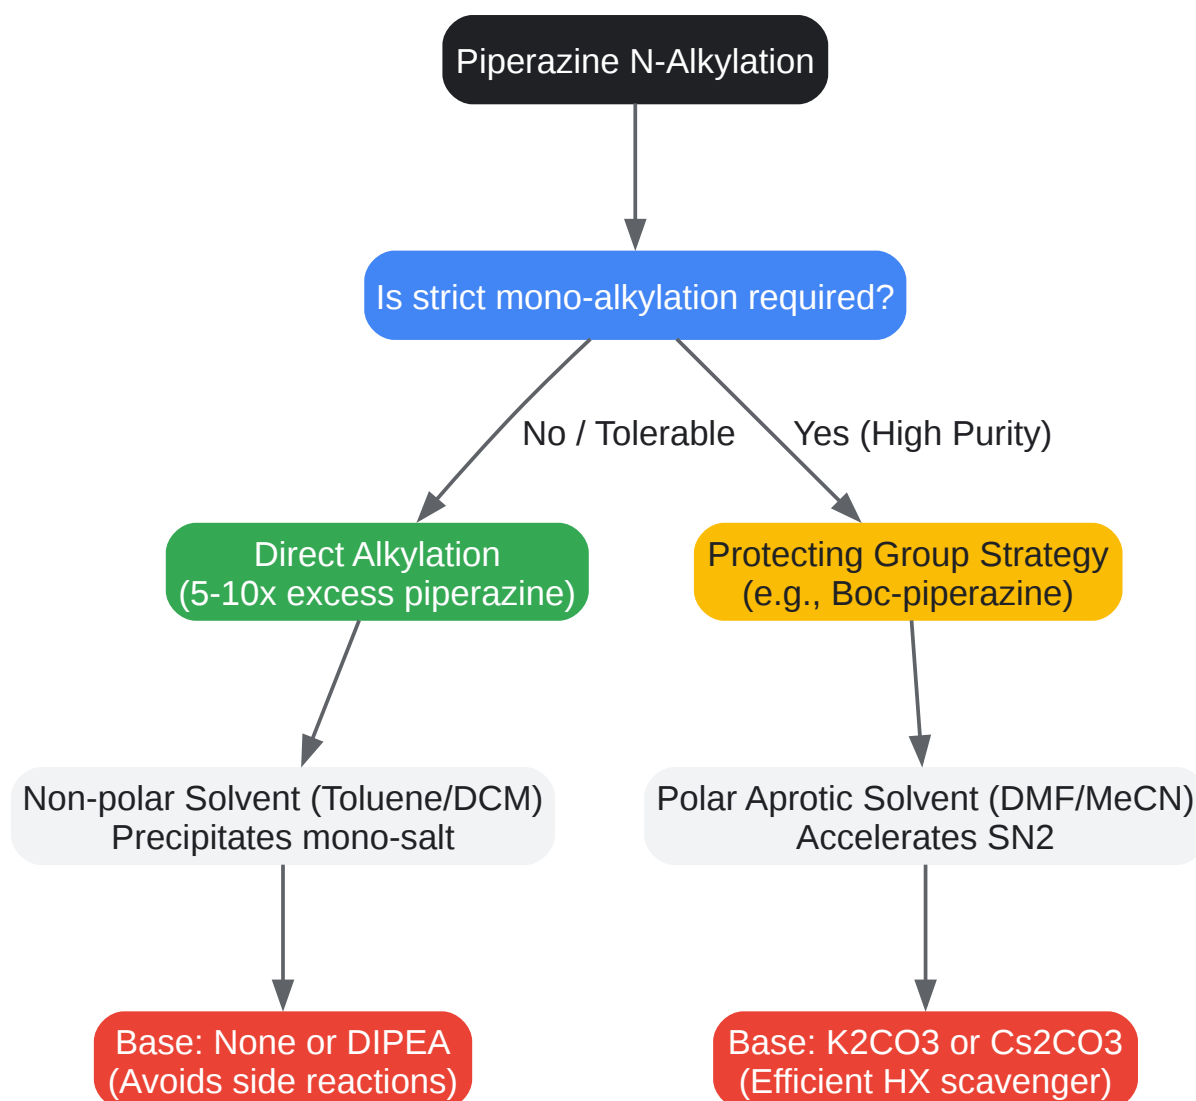 Piperazine N-Alkylation
Is strict mono-alkylation required?
No / Tolerable
Yes (High Purity)
Direct Alkylation
(5-10x excess piperazine)
Protecting Group Strategy
(e.g., Boc-piperazine)
Non-polar Solvent (Toluene/DCM)
Precipitates mono-salt
Polar Aprotic Solvent (DMF/MeCN)
Accelerates SN2
Base: None or DIPEA
(Avoids side reactions)
Base: K2CO3 or Cs2CO3
(Efficient HX scavenger)